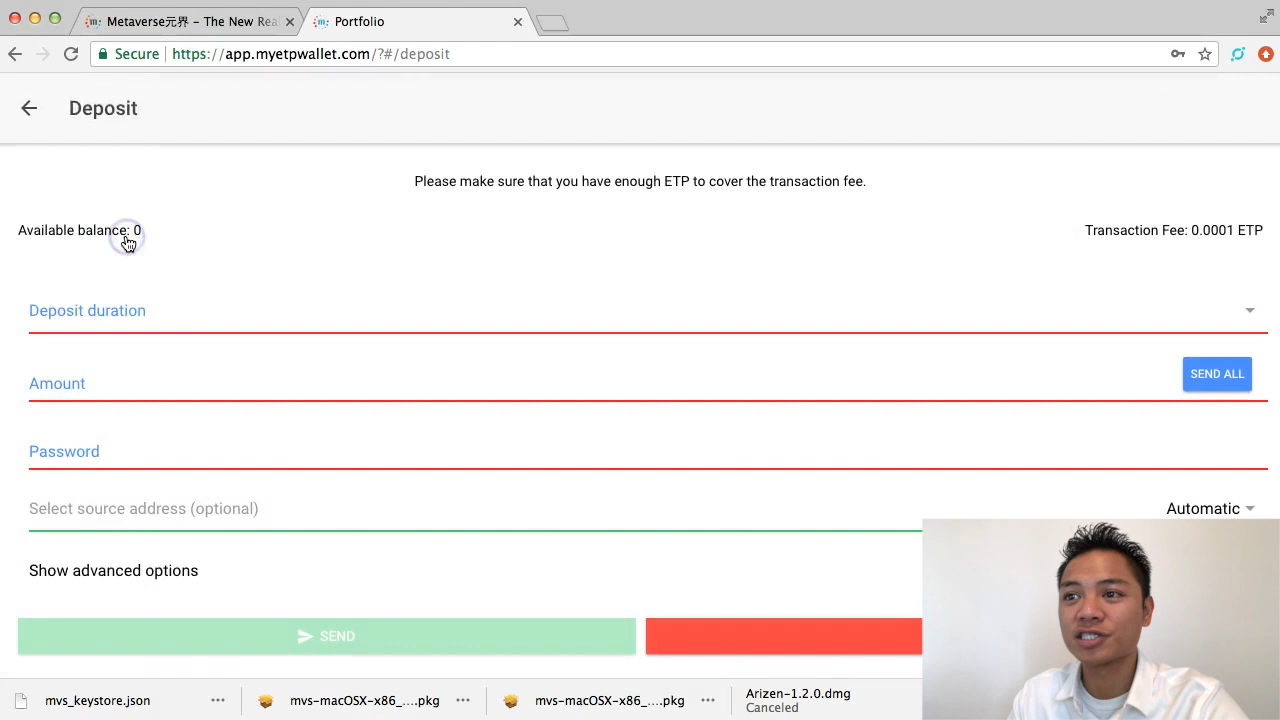 Metaverse元界 - The New Rea
Portfolio
Secure
https://app.myetpwallet.com/?#/deposit
Deposit
Please make sure that you have enough ETP to cover the transaction fee.
Available balance: 0
Transaction Fee: 0.0001 ETP
Deposit duration
Amount
SEND ALL
Password
Select source address (optional)
Automatic
Show advanced options
SEND
mvs_keystore.json
mvs-macOSX-x86_....pkg
mvs-macOSX-x86_....pkg
Arizen-1.2.0.dmg
Canceled